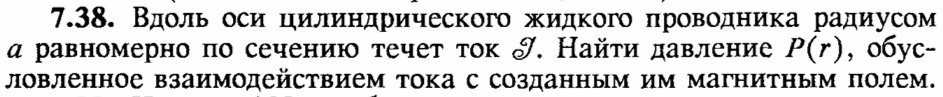 7.38. Вдоль оси цилиндрического жидкого проводника радиусом
a равномерно по сечению течет ток ℐ. Найти давление P(r), обус-
ловленное взаимодействием тока с созданным им магнитным полем.